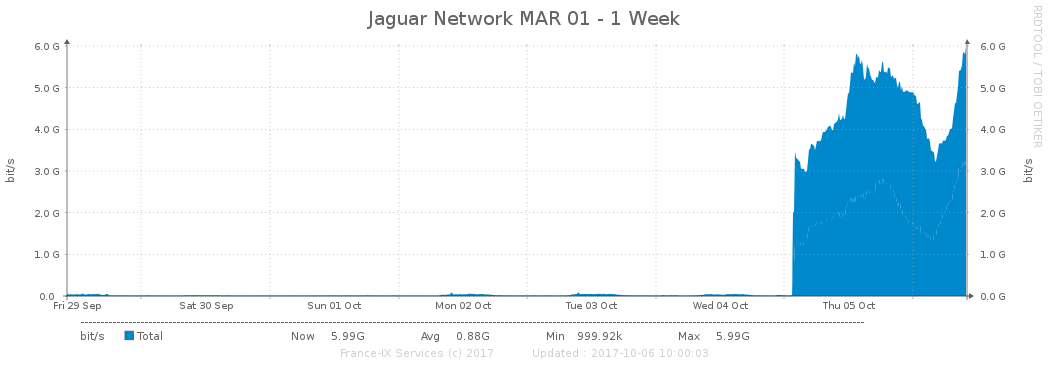 Jaguar Network MAR 01 - 1 Week
RRDTOOL / TOBI OETIKER
6.0 G 6.0 G
5.0 G 5.0 G
4.0 G 4.0 G
3.0 G 3.0 G
2.0 G 2.0 G
1.0 G 1.0 G
0.0 0.0 G
bit/s bit/s
Fri 29 Sep Sat 30 Sep Sun 01 Oct Mon 02 Oct Tue 03 Oct Wed 04 Oct Thu 05 Oct
bit/s Total Now 5.99G Avg 0.88G Min 999.92k Max 5.99G
France-IX Services (c) 2017 Updated : 2017-10-06 10:00:03